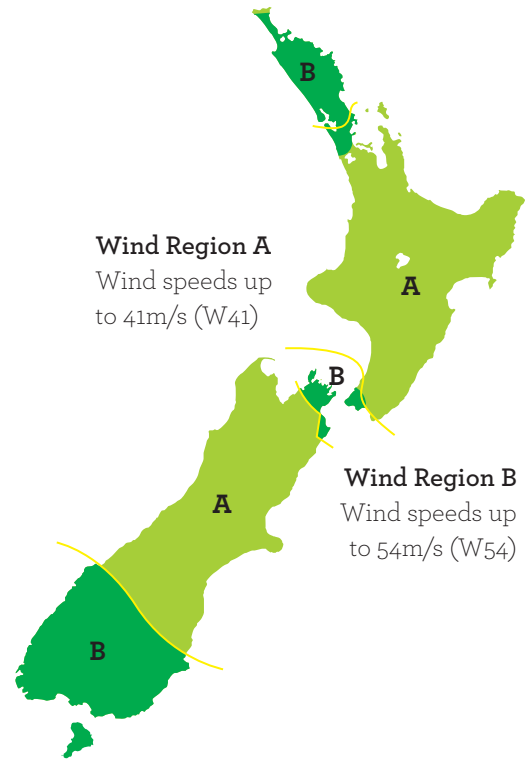 B
Wind Region A
Wind speeds up
to 41m/s (W41)
A
B
Wind Region B
Wind speeds up
to 54m/s (W54)
A
B